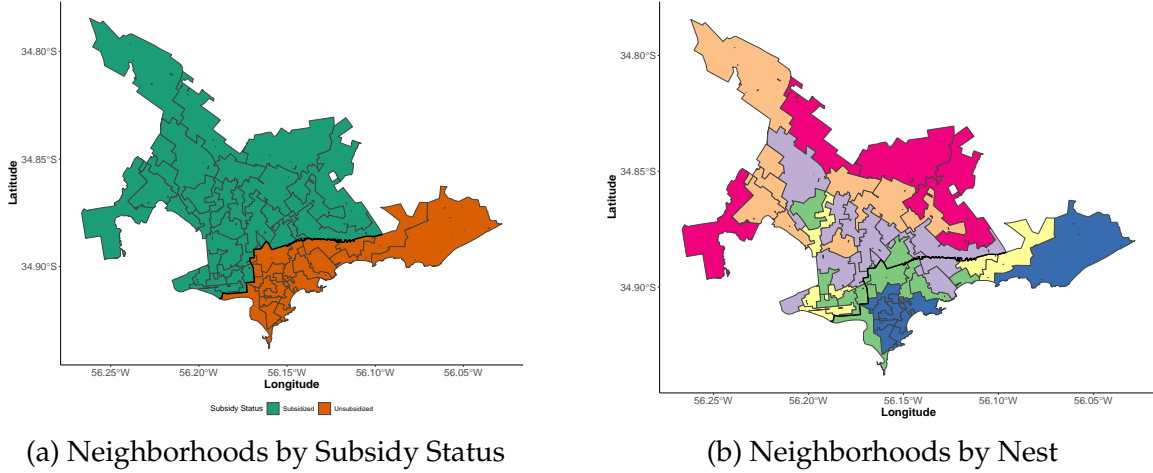 34.80°S
34.85°S
34.90°S
Latitude
56.25°W 56.20°W 56.15°W 56.10°W 56.05°W
Longitude
Subsidy Status Subsidized Unsubsidized
(a) Neighborhoods by Subsidy Status
34.80°S
34.85°S
34.90°S
Latitude
56.25°W 56.20°W 56.15°W 56.10°W 56.05°W
Longitude
(b) Neighborhoods by Nest